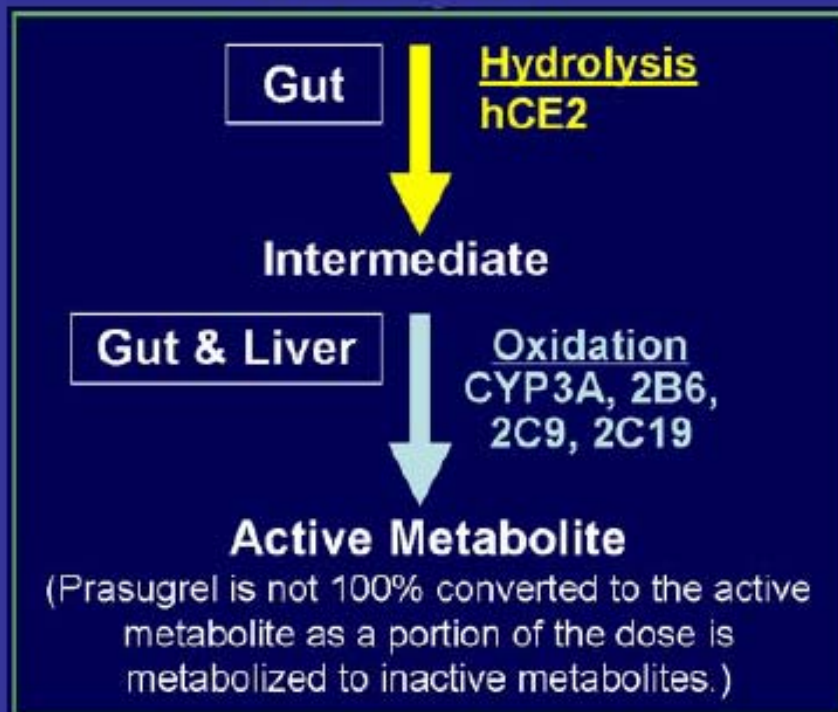 Gut
Hydrolysis
hCE2
Intermediate
Gut & Liver
Oxidation
CYP3A, 2B6,
2C9, 2C19
Active Metabolite
(Prasugrel is not 100% converted to the active
metabolite as a portion of the dose is
metabolized to inactive metabolites.)